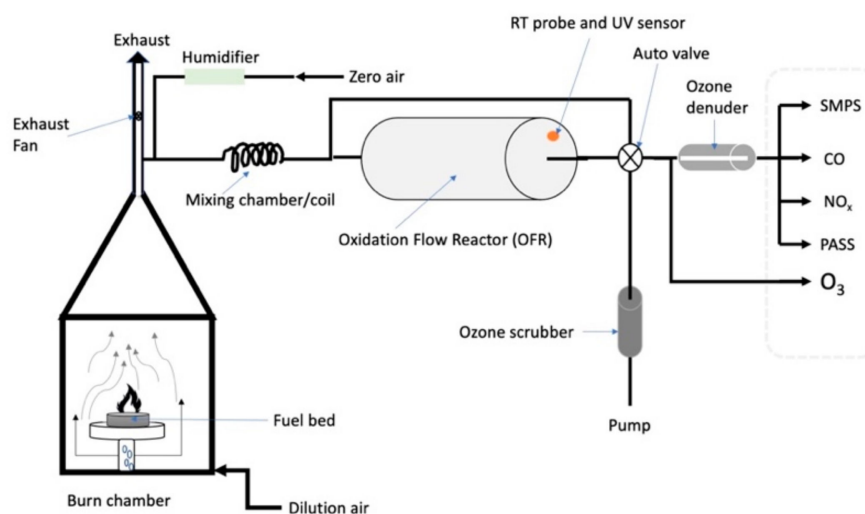 Exhaust
Humidifier
Zero air
RT probe and UV sensor
Auto valve
Ozone
denuder
SMPS
Exhaust
Fan
CO
Mixing chamber/coil
NOₓ
Oxidation Flow Reactor (OFR)
PASS
O₃
Ozone scrubber
Fuel bed
Pump
Burn chamber
Dilution air